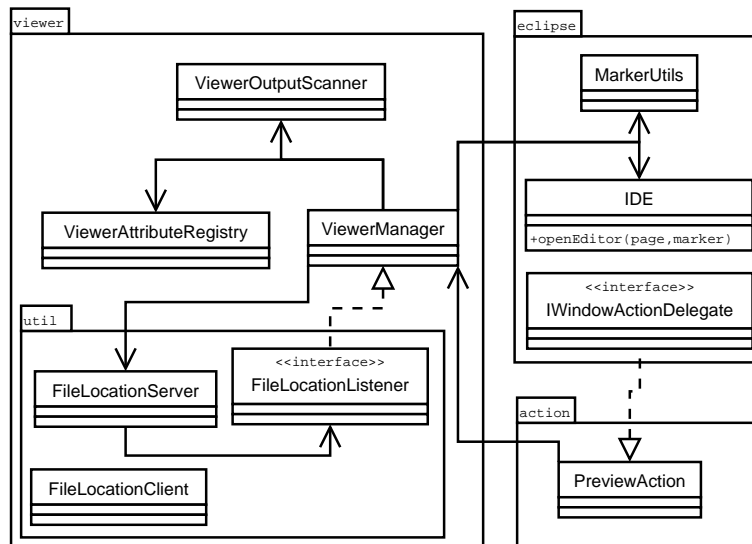 viewer
eclipse
ViewerOutputScanner
MarkerUtils
IDE
+openEditor(page,marker)
ViewerAttributeRegistry
ViewerManager
<<interface>>
IWindowActionDelegate
util
<<interface>>
FileLocationListener
FileLocationServer
action
FileLocationClient
PreviewAction